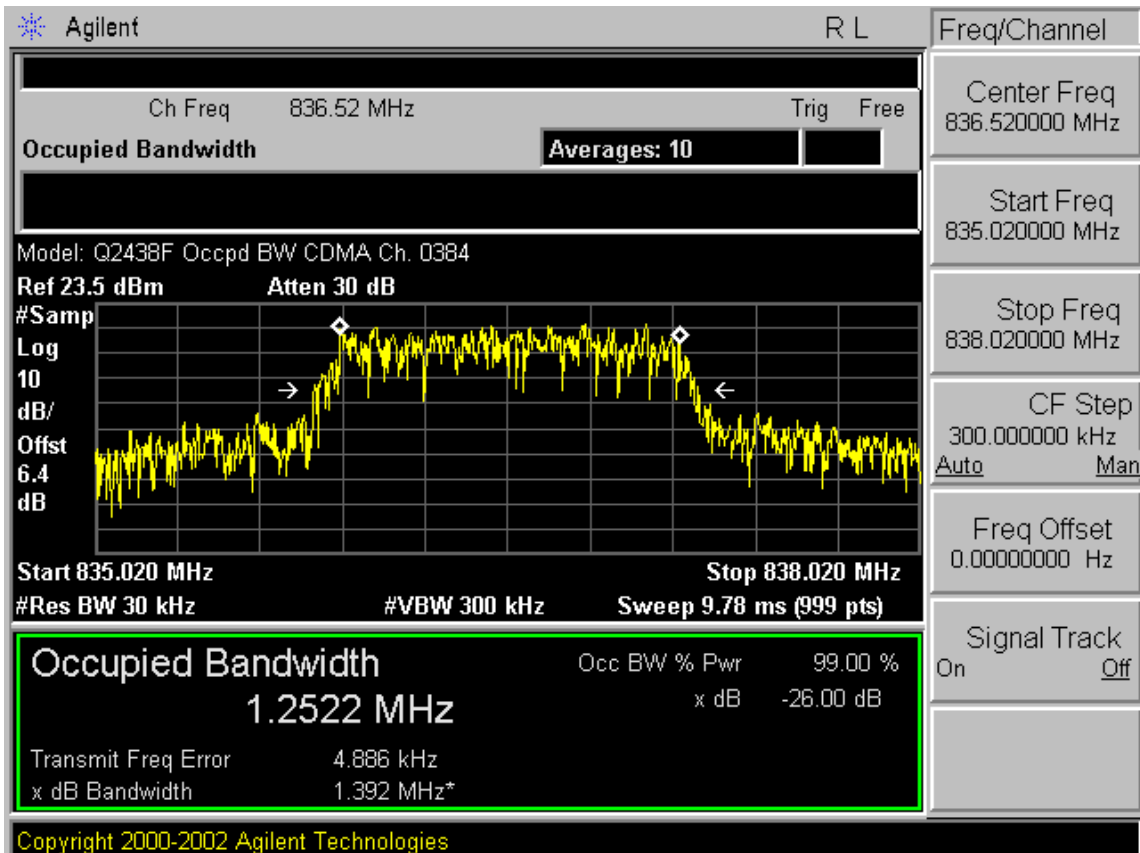 Agilent R L
Freq/Channel
Ch Freq 836.52 MHz Trig Free
Occupied Bandwidth Averages: 10
Model: Q2438F Occpd BW CDMA Ch. 0384
Ref 23.5 dBm Atten 30 dB
#Samp
Log
10
dB/
Offst
6.4
dB
Start 835.020 MHz Stop 838.020 MHz
#Res BW 30 kHz #VBW 300 kHz Sweep 9.78 ms (999 pts)
Occupied Bandwidth Occ BW % Pwr 99.00 %
1.2522 MHz x dB -26.00 dB
Transmit Freq Error 4.886 kHz
x dB Bandwidth 1.392 MHz*
Center Freq
836.520000 MHz
Start Freq
835.020000 MHz
Stop Freq
838.020000 MHz
CF Step
300.000000 kHz
Auto Man
Freq Offset
0.00000000 Hz
Signal Track
On Off
Copyright 2000-2002 Agilent Technologies